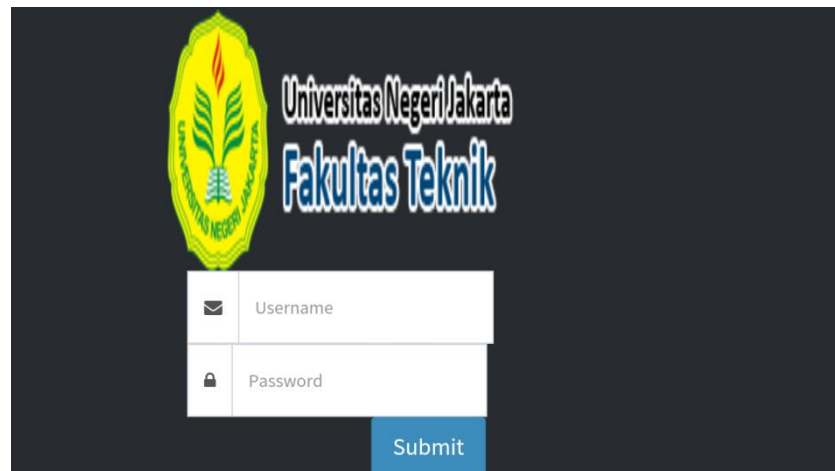 UNIVERSITAS NEGERI JAKARTA
Universitas Negeri Jakarta
Fakultas Teknik
Username
Password
Submit